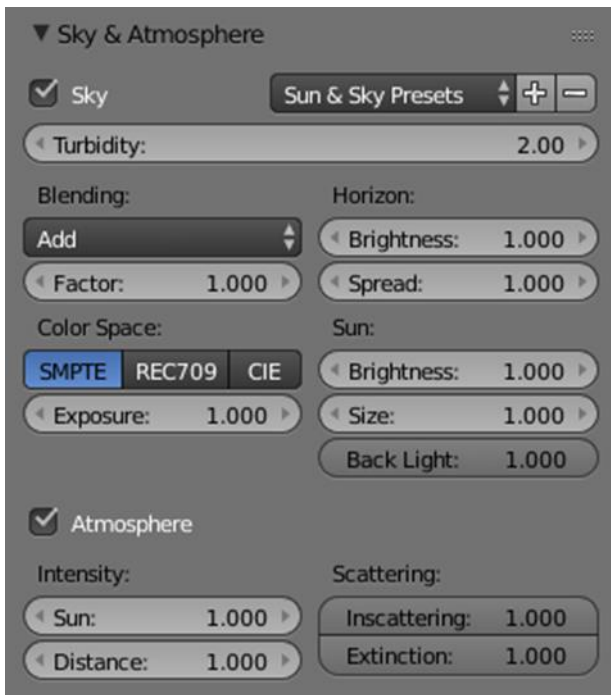 Sky & Atmosphere
Sky Sun & Sky Presets
Turbidity: 2.00
Blending: Horizon:
Add Brightness: 1.000
Factor: 1.000 Spread: 1.000
Color Space: Sun:
SMPTE REC709 CIE Brightness: 1.000
Exposure: 1.000 Size: 1.000
Back Light: 1.000
Atmosphere
Intensity: Scattering:
Sun: 1.000 Inscattering: 1.000
Distance: 1.000 Extinction: 1.000